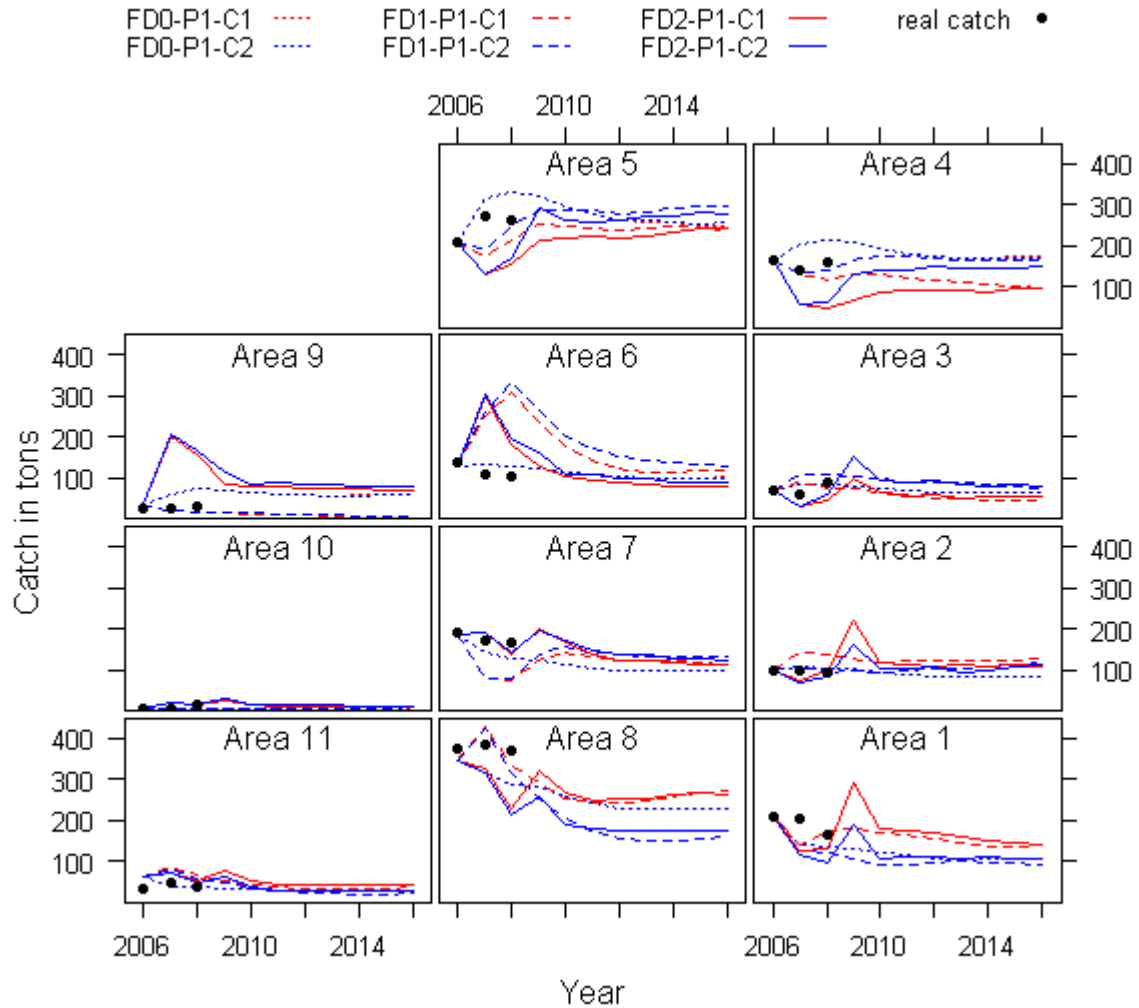 FD0-P1-C1 FD1-P1-C1 FD2-P1-C1 real catch
FD0-P1-C2 FD1-P1-C2 FD2-P1-C2
2006 2010 2014
Area 5 Area 4
400
300
200
100
Area 9 Area 6 Area 3
400
300
200
100
Area 10 Area 7 Area 2
400
300
200
100
Area 11 Area 8 Area 1
400
300
200
100
2006 2010 2014 2006 2010 2014
Catch in tons
Year